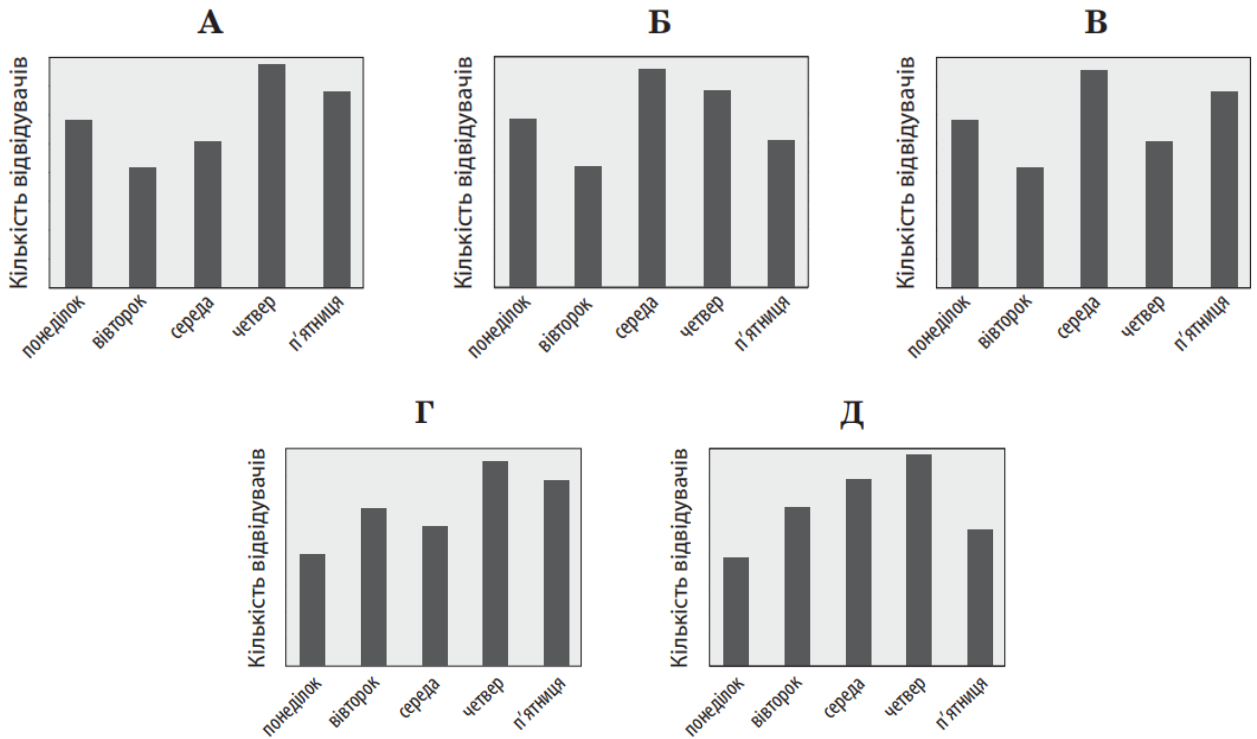 А
Кількість відвідувачів
понеділок
вівторок
середа
четвер
п'ятниця
Б
Кількість відвідувачів
понеділок
вівторок
середа
четвер
п'ятниця
В
Кількість відвідувачів
понеділок
вівторок
середа
четвер
п'ятниця
Г
Кількість відвідувачів
понеділок
вівторок
середа
четвер
п'ятниця
Д
Кількість відвідувачів
понеділок
вівторок
середа
четвер
п'ятниця